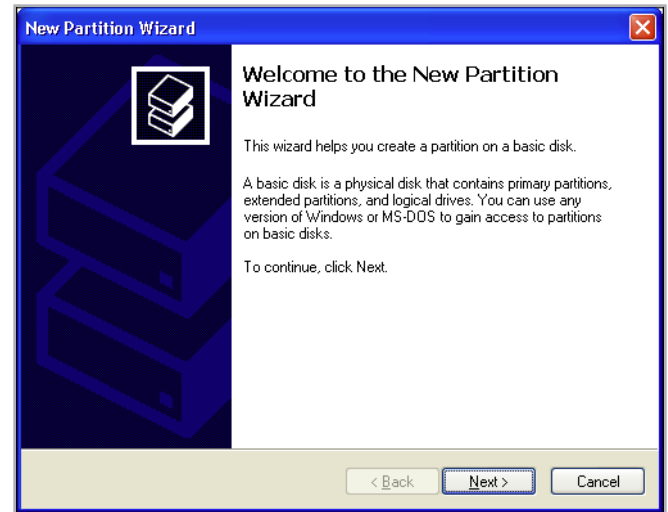 New Partition Wizard
Welcome to the New Partition
Wizard
This wizard helps you create a partition on a basic disk.
A basic disk is a physical disk that contains primary partitions,
extended partitions, and logical drives. You can use any
version of Windows or MS-DOS to gain access to partitions
on basic disks.
To continue, click Next.
< Back
Next >
Cancel